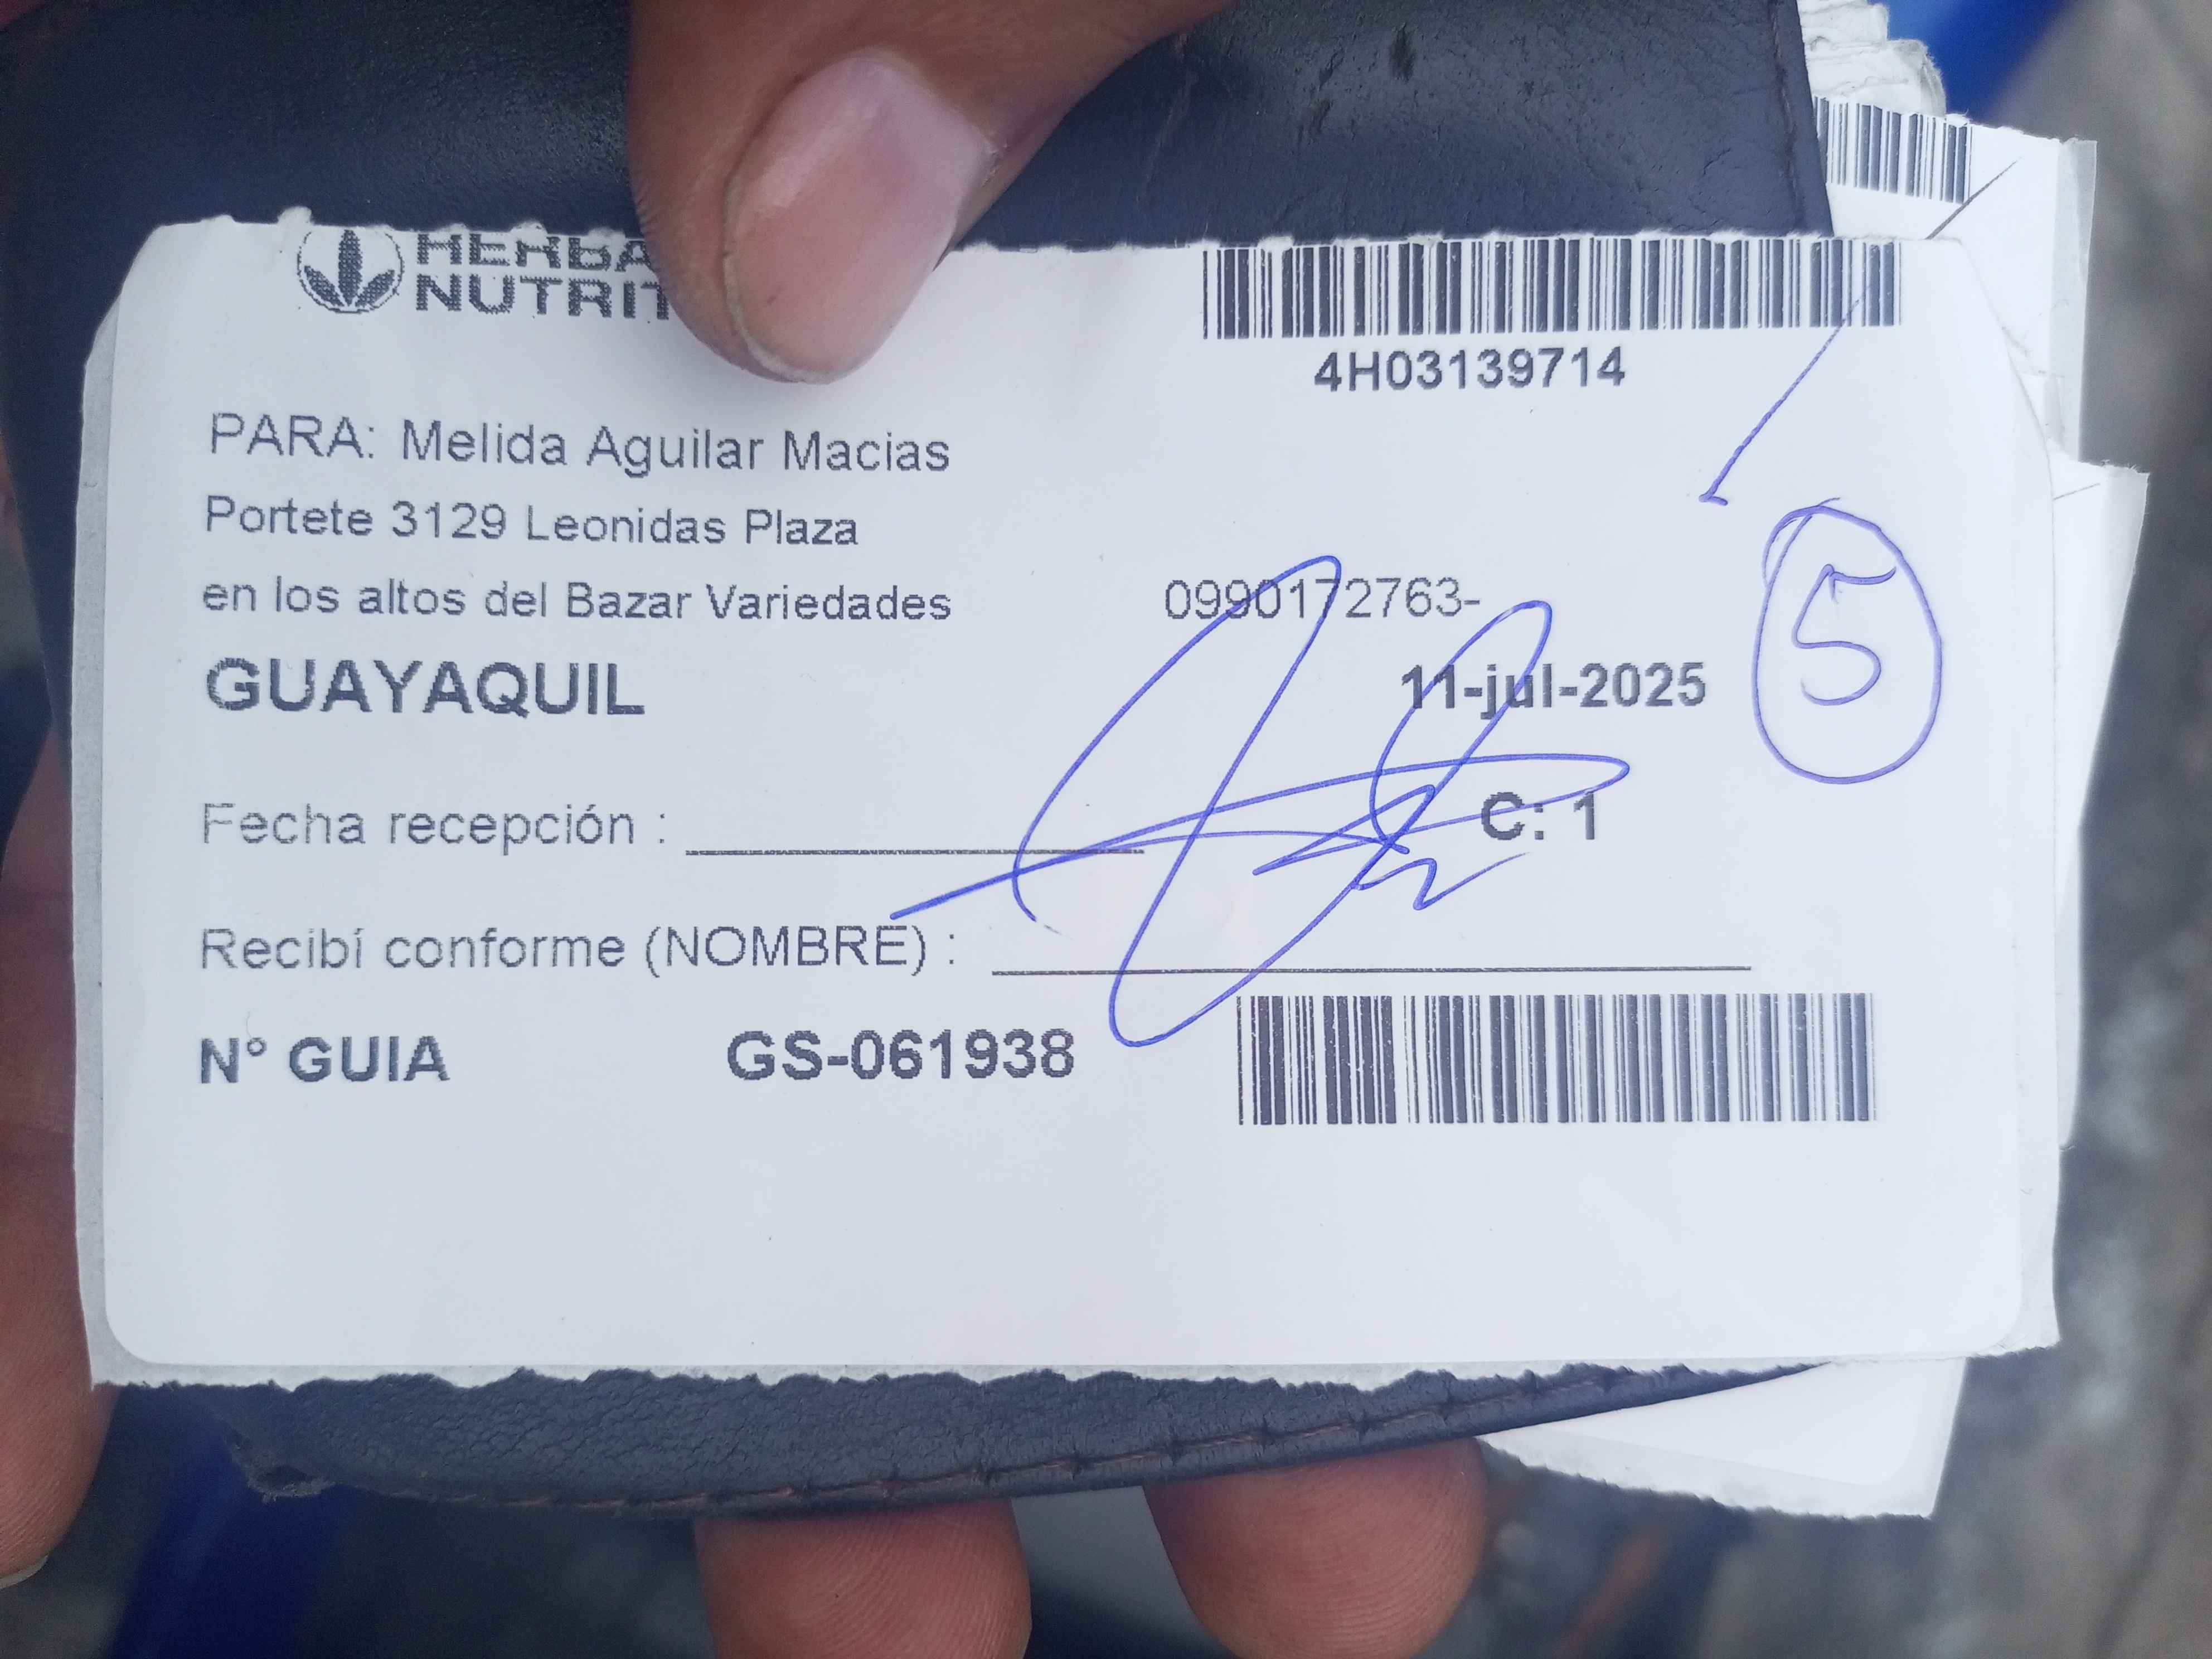 HERBA
NUTRIT
4H03139714
PARA: Melida Aguilar Macias
Portete 3129 Leonidas Plaza
en los altos del Bazar Variedades 0990172763-
GUAYAQUIL 11-jul-2025
5
Fecha recepción : C: 1
Recibí conforme (NOMBRE) :
N° GUIA GS-061938